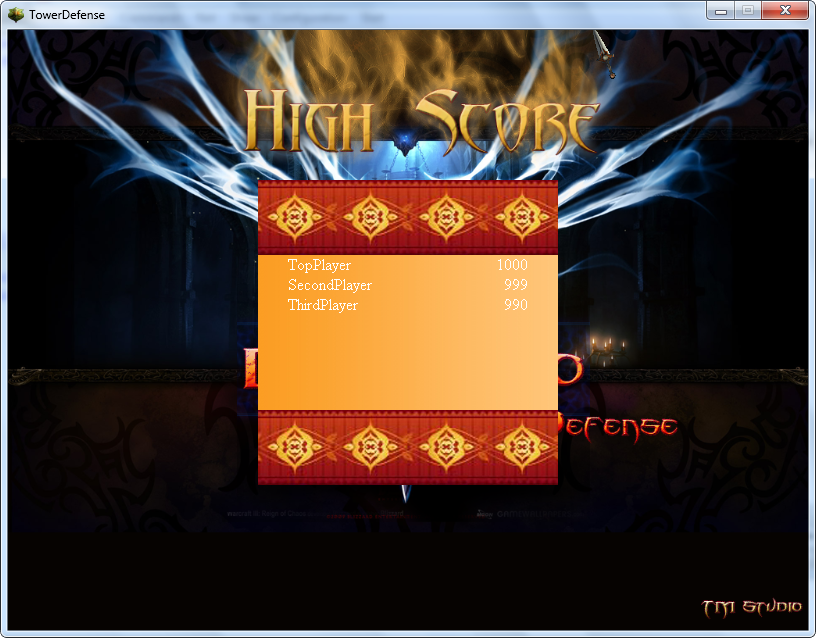 TowerDefense
High Score
TopPlayer 1000
SecondPlayer 999
ThirdPlayer 990
Defense
TM Studio